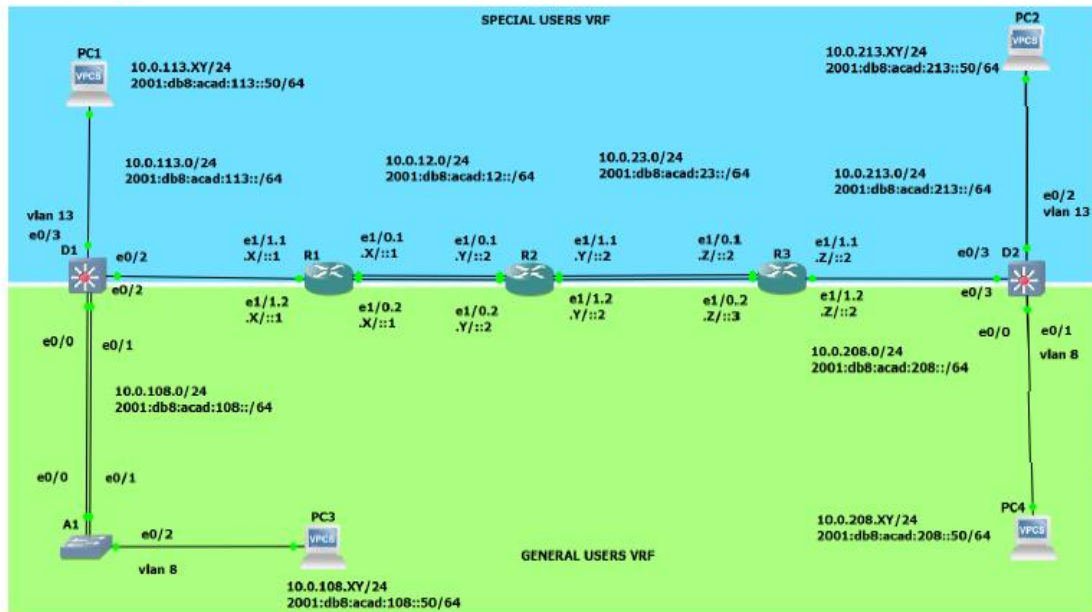 SPECIAL USERS VRF
PC1
VPCS
10.0.113.XY/24
2001:db8:acad:113::50/64
PC2
VPCS
10.0.213.XY/24
2001:db8:acad:213::50/64
10.0.113.0/24
2001:db8:acad:113::/64
10.0.12.0/24
2001:db8:acad:12::/64
10.0.23.0/24
2001:db8:acad:23::/64
10.0.213.0/24
2001:db8:acad:213::/64
e0/2
vlan 13
vlan 13
e0/3
D1
e0/2
e0/2
e1/1.1
.X/::1
R1
e1/0.1
.X/::1
e1/0.1
.Y/::2
R2
e1/1.1
.Y/::2
e1/0.1
.Z/::2
R3
e1/1.1
.Z/::2
e0/3
D2
e0/3
e1/1.2
.X/::1
e1/0.2
.X/::1
e1/0.2
.Y/::2
e1/1.2
.Y/::2
e1/0.2
.Z/::3
e1/1.2
.Z/::2
e0/0
e0/1
vlan 8
e0/0
e0/1
10.0.208.0/24
2001:db8:acad:208::/64
10.0.108.0/24
2001:db8:acad:108::/64
e0/0
e0/1
A1
e0/2
vlan 8
PC3
VPCS
10.0.108.XY/24
2001:db8:acad:108::50/64
GENERAL USERS VRF
PC4
VPCS
10.0.208.XY/24
2001:db8:acad:208::50/64